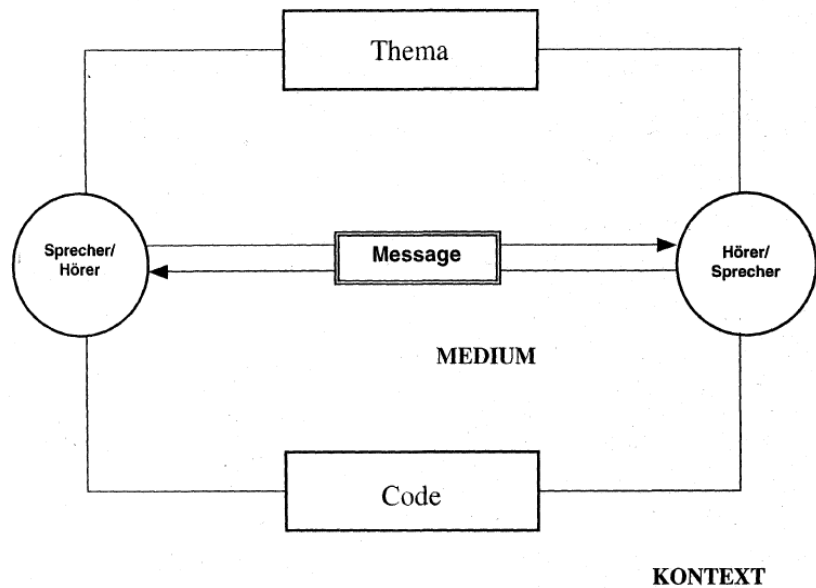 Thema
Sprecher/
Hörer
Message
Hörer/
Sprecher
MEDIUM
Code
KONTEXT